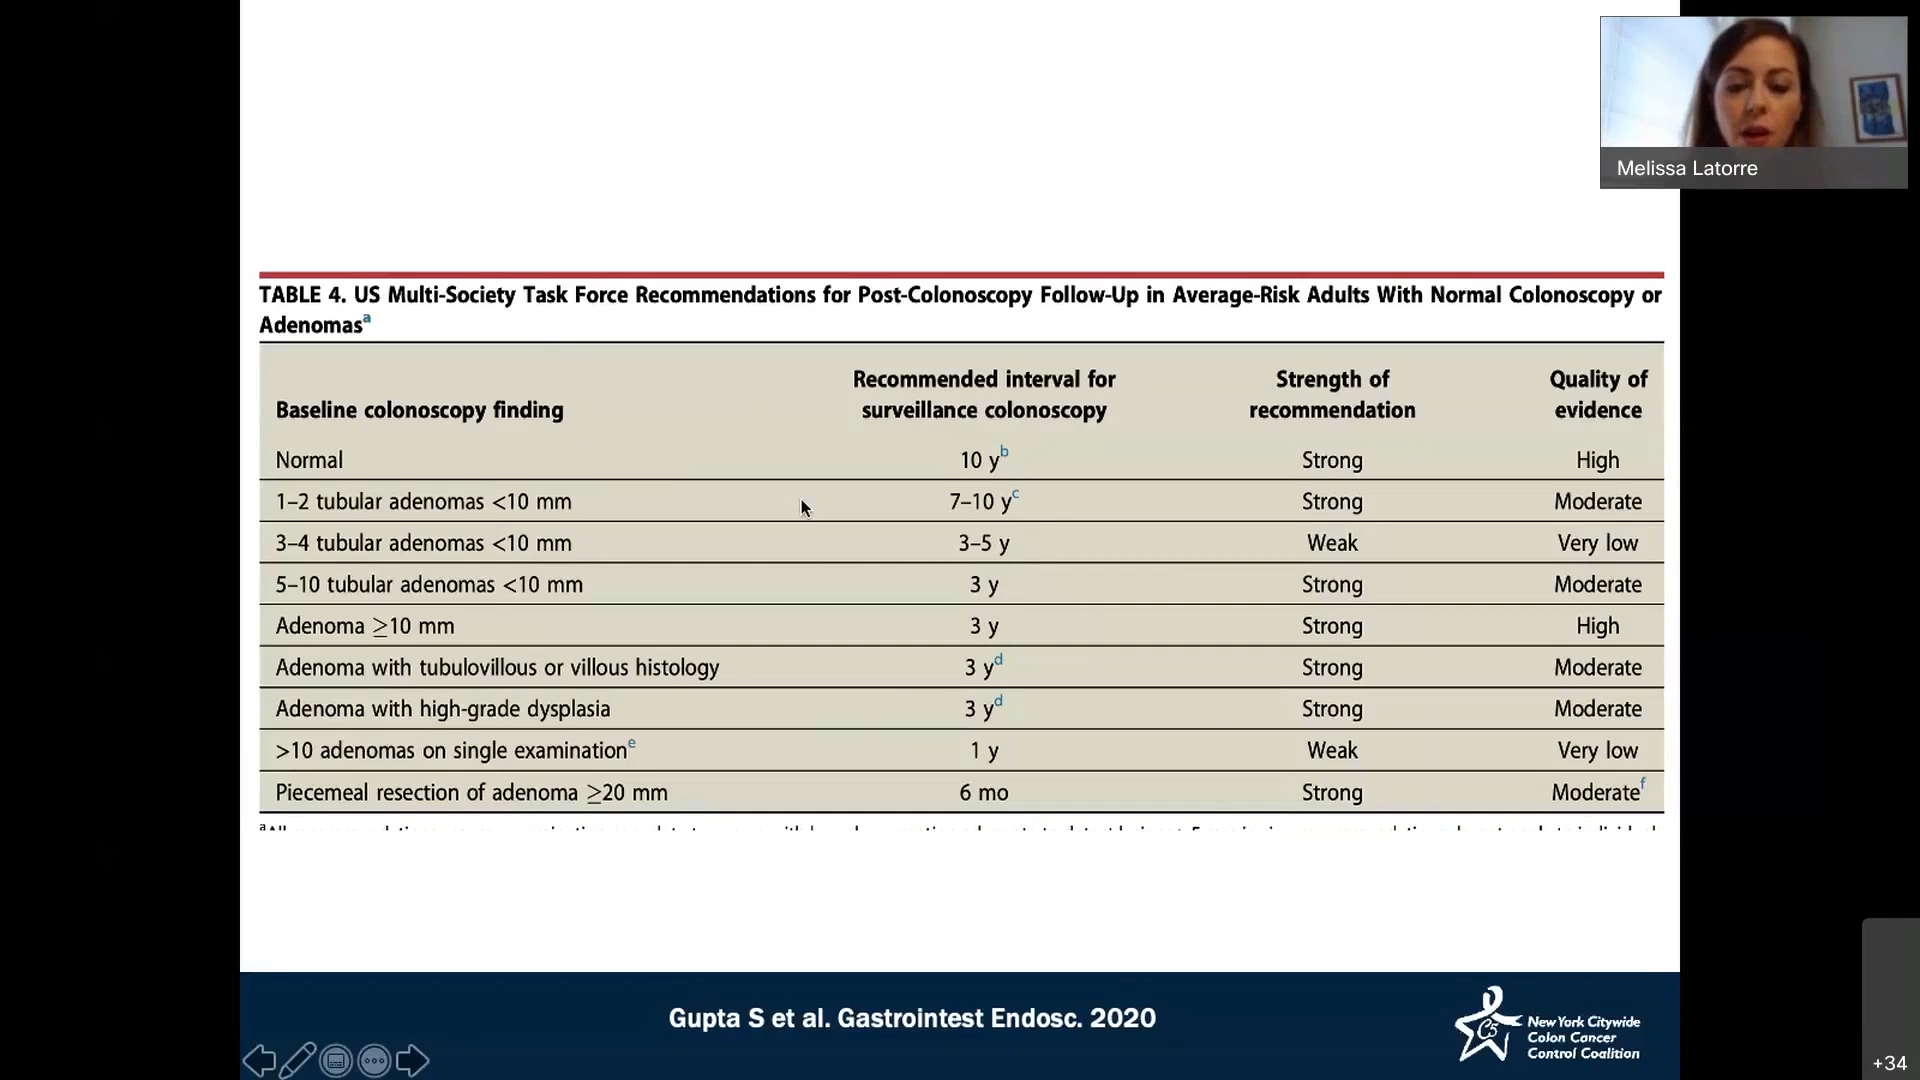 Melissa Latorre
TABLE 4. US Multi-Society Task Force Recommendations for Post-Colonoscopy Follow-Up in Average-Risk Adults With Normal Colonoscopy or
Adenomasᵃ
Baseline colonoscopy finding Recommended interval for surveillance colonoscopy Strength of recommendation Quality of evidence
Normal 10 yᵇ Strong High
1–2 tubular adenomas <10 mm 7–10 yᶜ Strong Moderate
3–4 tubular adenomas <10 mm 3–5 y Weak Very low
5–10 tubular adenomas <10 mm 3 y Strong Moderate
Adenoma ≥10 mm 3 y Strong High
Adenoma with tubulovillous or villous histology 3 yᵈ Strong Moderate
Adenoma with high-grade dysplasia 3 yᵈ Strong Moderate
>10 adenomas on single examinationᵉ 1 y Weak Very low
Piecemeal resection of adenoma ≥20 mm 6 mo Strong Moderateᶠ
Gupta S et al. Gastrointest Endosc. 2020
C5
New York Citywide
Colon Cancer
Control Coalition
+34